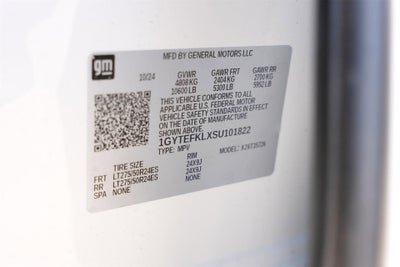 gm
MFD BY GENERAL MOTORS LLC
10/24 GVWR GAWR FRT GAWR RR
4808 KG 2404 KG 2700 KG
10600 LB 5300 LB 5952 LB
THIS VEHICLE CONFORMS TO ALL
APPLICABLE U.S. FEDERAL MOTOR
VEHICLE SAFETY STANDARDS IN EFFECT
ON THE DATE OF MANUFACTURE
1GYTEFKLXSU101822
TYPE: MPV MODEL:
TIRE SIZE RIM
FRT LT275/50R24ES 24X9J
RR LT275/50R24ES 24X9J
SPA NONE NONE